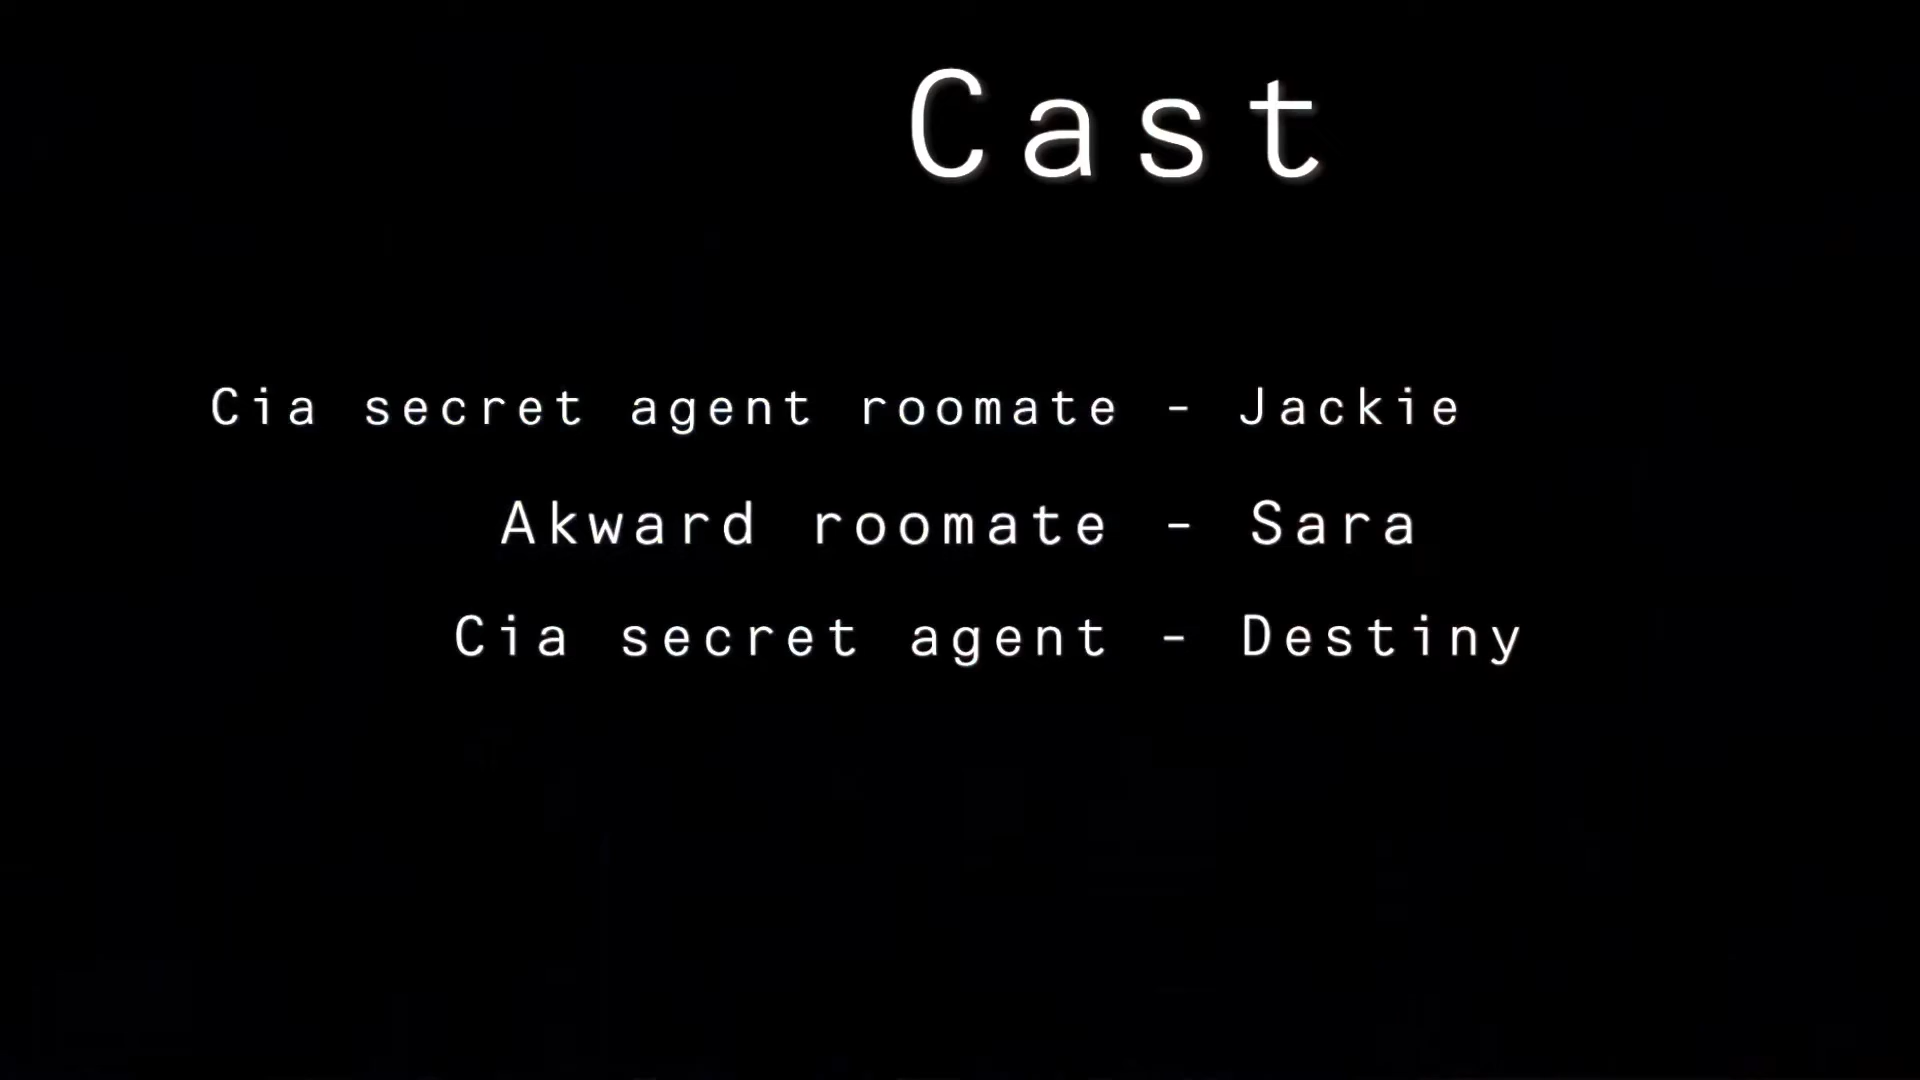 Cast
Cia secret agent roomate - Jackie
Akward roomate - Sara
Cia secret agent - Destiny